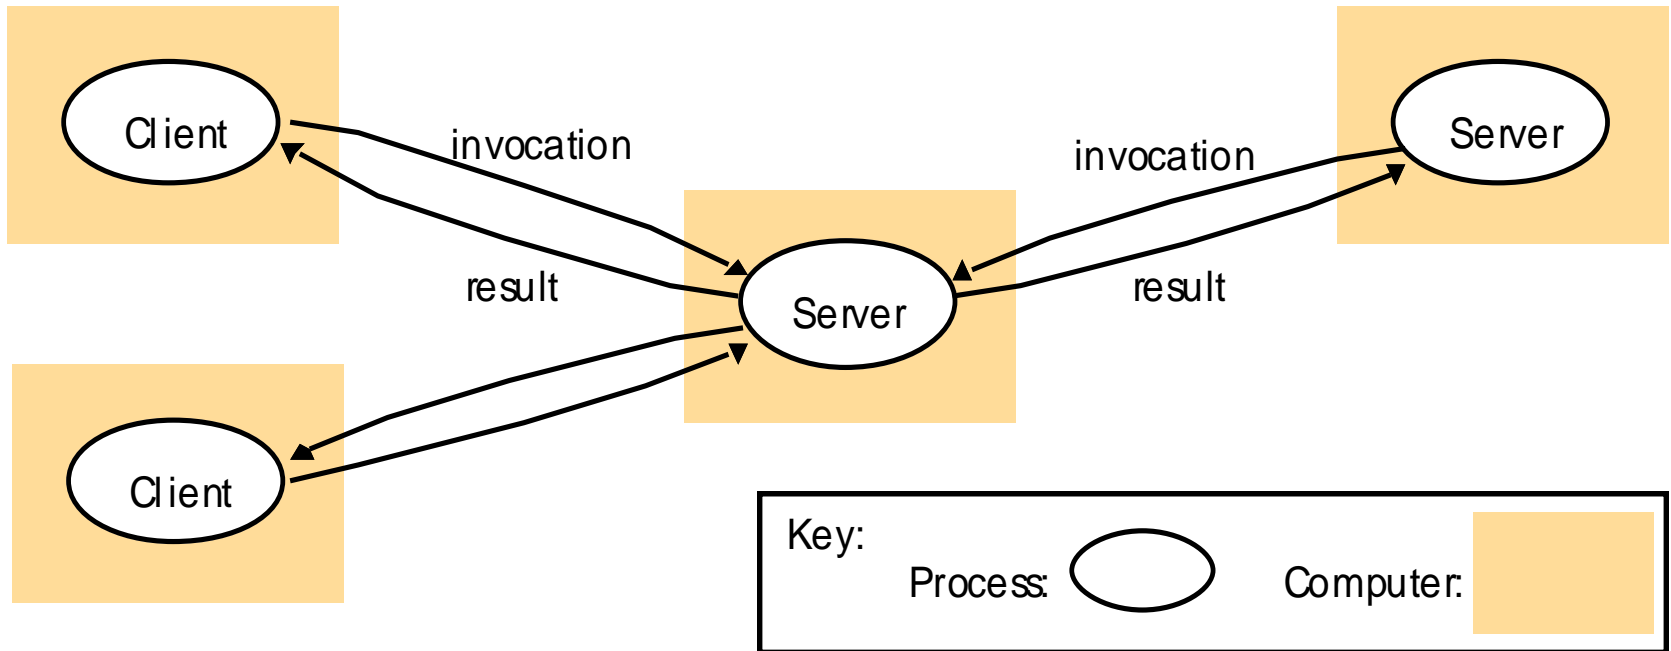 Client
invocation
result
Server
invocation
result
Server
Client
Key:
Process:
Computer: